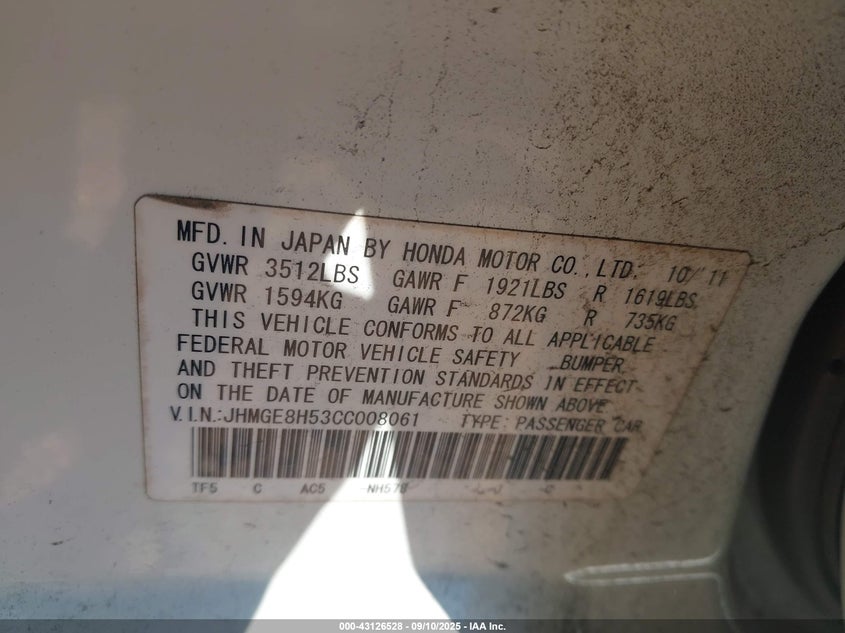 MFD. IN JAPAN BY HONDA MOTOR CO., LTD. 10/ 11
GVWR 3512LBS GAWR F 1921LBS R 1619LBS
GVWR 1594KG GAWR F 872KG R 735KG
THIS VEHICLE CONFORMS TO ALL APPLICABLE
FEDERAL MOTOR VEHICLE SAFETY BUMPER
AND THEFT PREVENTION STANDARDS IN EFFECT
ON THE DATE OF MANUFACTURE SHOWN ABOVE
V.I.N.:JHMGE8H53CC008061 TYPE: PASSENGER CAR
TF5 C AC5 NH578
000-43126528 - 09/10/2025 - IAA Inc.